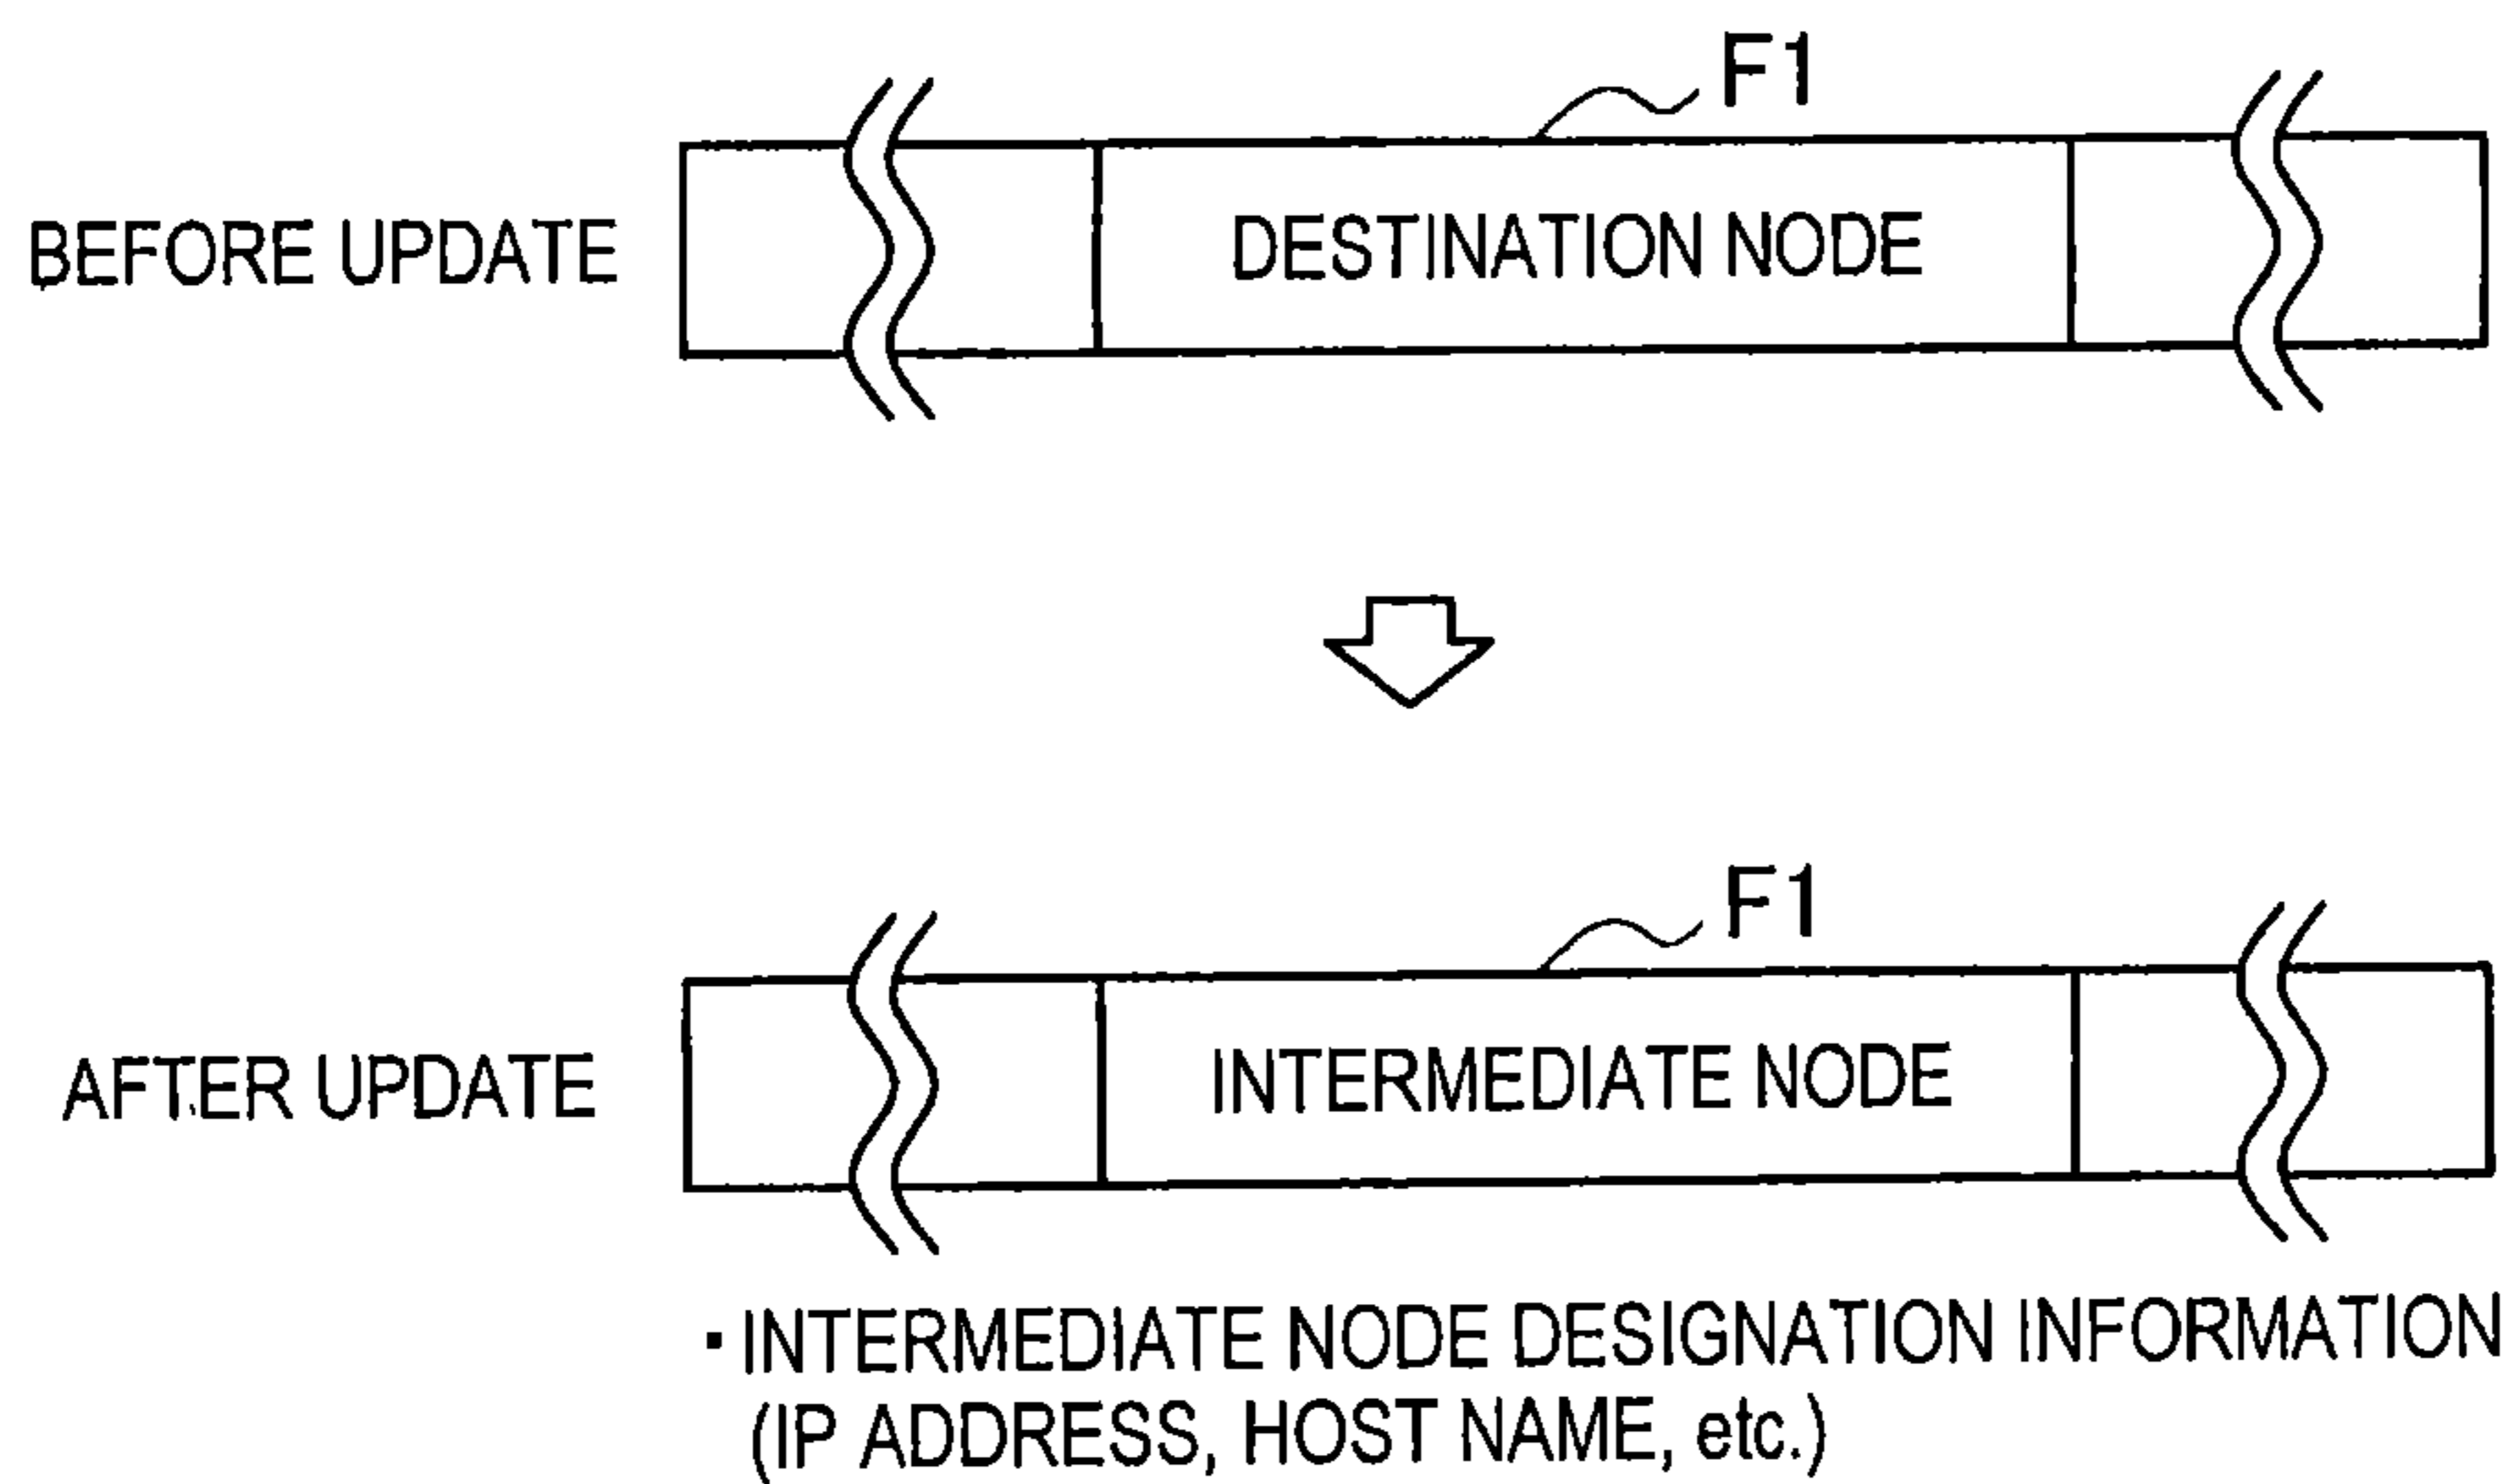 F1
BEFORE UPDATE
DESTINATION NODE
F1
AFTER UPDATE
INTERMEDIATE NODE
・INTERMEDIATE NODE DESIGNATION INFORMATION
(IP ADDRESS, HOST NAME, etc.)